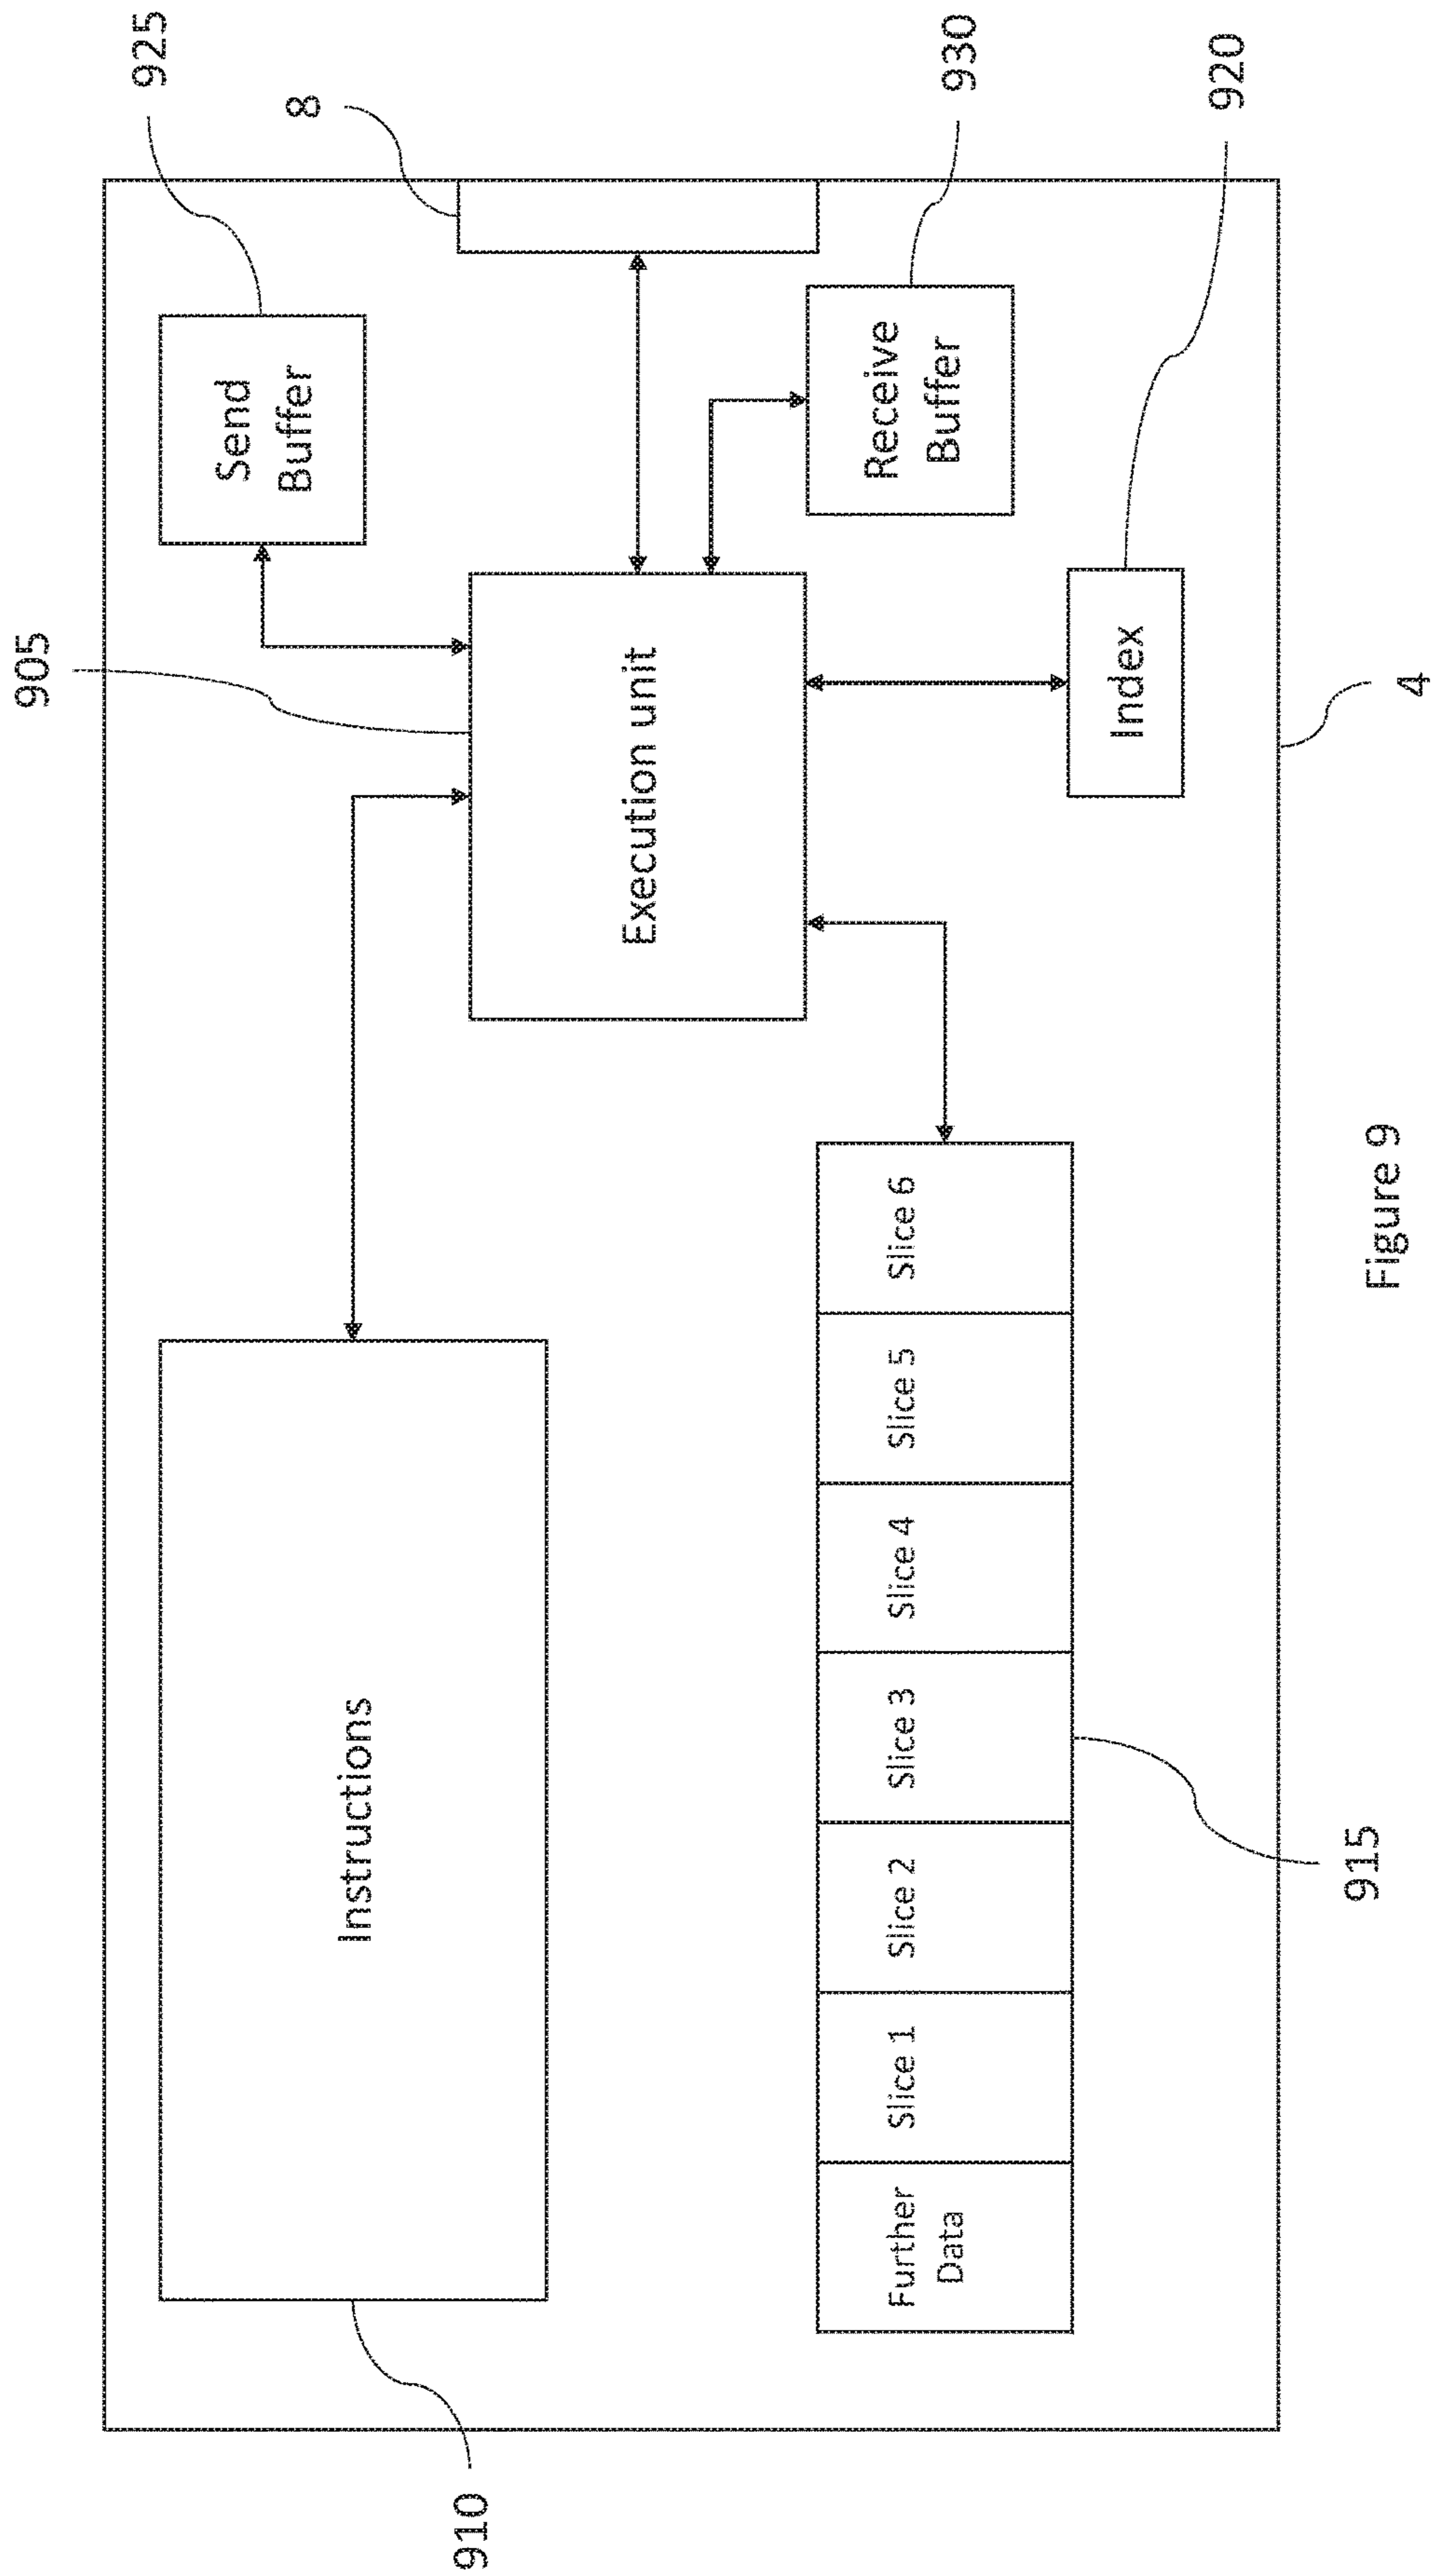 905
925
Send
Buffer
8
Instructions
910
Execution unit
Receive
Buffer
930
Further
Data
Slice 1
Slice 2
Slice 3
Slice 4
Slice 5
Slice 6
Index
920
915
4
Figure 9